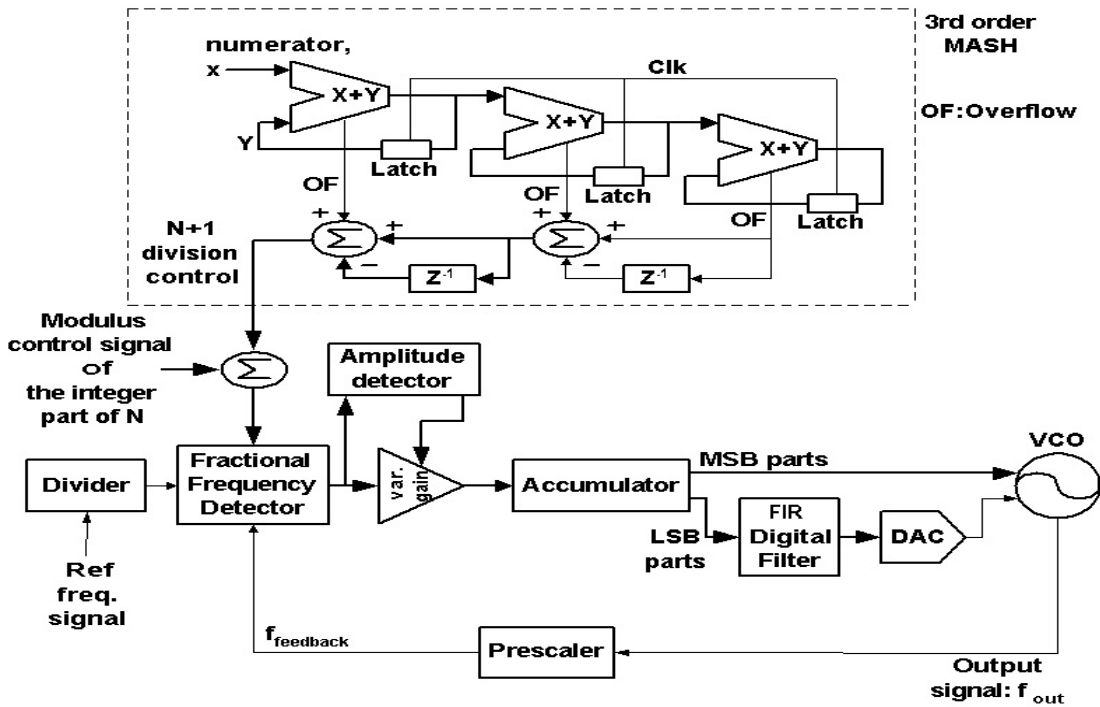 3rd order
MASH
numerator,
x
X+Y
Clk
X+Y
OF:Overflow
Y
Latch
X+Y
OF
Latch
OF
OF
Latch
+
+
+
+
N+1
division
control
Σ
Σ
−
Z-1
−
Z-1
Modulus
control signal
of
the integer
part of N
Σ
Amplitude
detector
VCO
Divider
Fractional
Frequency
Detector
var.
gain
Accumulator
MSB parts
LSB
parts
FIR
Digital
Filter
DAC
Ref
freq.
signal
f feedback
Prescaler
Output
signal: f out